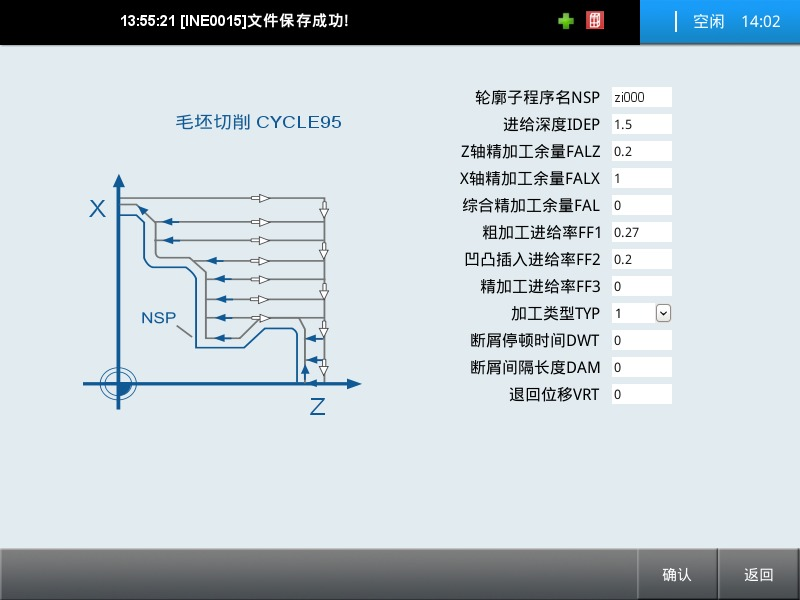 13:55:21 [INE0015]文件保存成功!
空闲 14:02
毛坯切削 CYCLE95
X
NSP
Z
轮廓子程序名NSP zi000
进给深度IDEP 1.5
Z轴精加工余量FALZ 0.2
X轴精加工余量FALX 1
综合精加工余量FAL 0
粗加工进给率FF1 0.27
凹凸插入进给率FF2 0.2
精加工进给率FF3 0
加工类型TYP 1
断屑停顿时间DWT 0
断屑间隔长度DAM 0
退回位移VRT 0
确认 返回